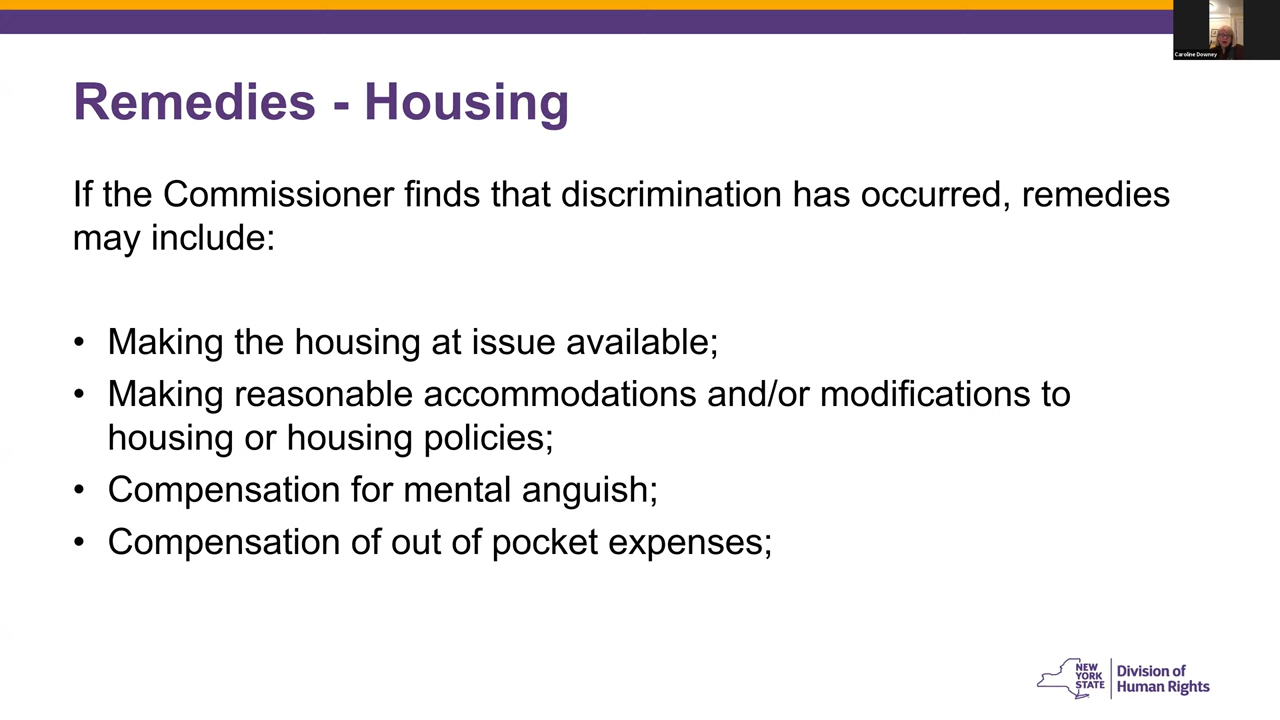 Caroline Downey
Remedies - Housing
If the Commissioner finds that discrimination has occurred, remedies
may include:
• Making the housing at issue available;
• Making reasonable accommodations and/or modifications to
housing or housing policies;
• Compensation for mental anguish;
• Compensation of out of pocket expenses;
NEW
YORK
STATE
Division of
Human Rights